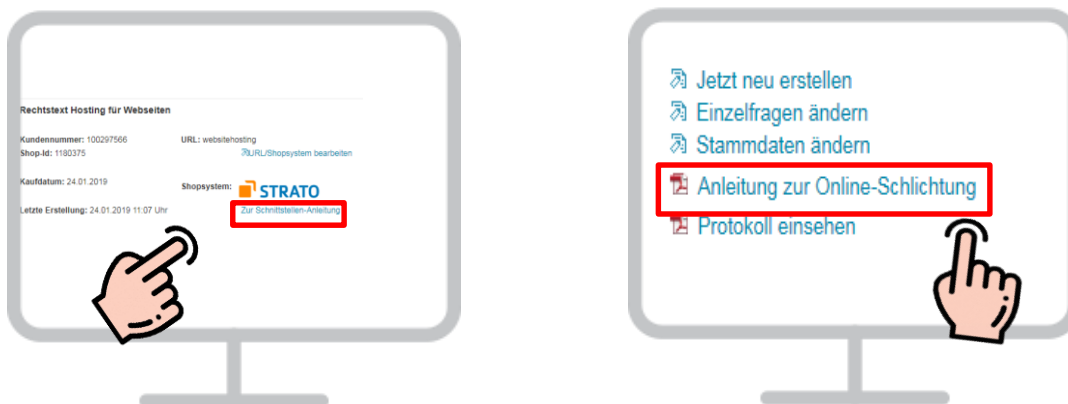 Rechtstext Hosting für Webseiten
Kundennummer: 100297566 URL: websitehosting
Shop-Id: 1180375 URL/Shopsystem bearbeiten
Kaufdatum: 24.01.2019 Shopsystem: STRATO
Letzte Erstellung: 24.01.2019 11:07 Uhr Zur Schnittstellen-Anleitung
Jetzt neu erstellen
Einzelfragen ändern
Stammdaten ändern
Anleitung zur Online-Schlichtung
Protokoll einsehen